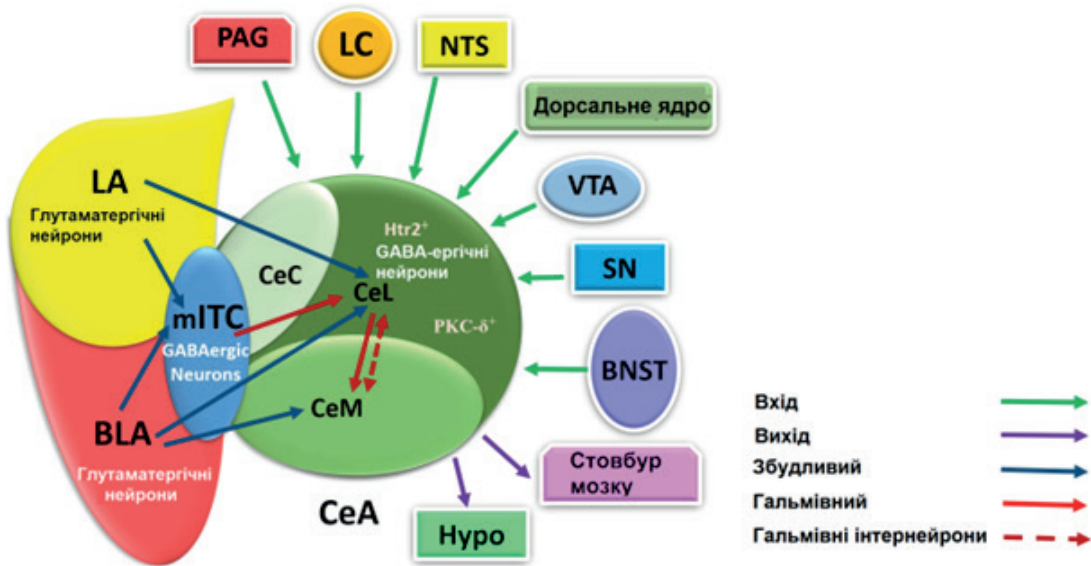 PAG
LC
NTS
Дорсальне ядро
VTA
SN
BNST
LA
Глутаматергічні
нейрони
Htr2⁺
GABA-ергічні
нейрони
CeC
CeL
mITC
GABAergic
Neurons
PKC-δ⁺
CeM
BLA
Глутаматергічні
нейрони
CeA
Стовбур
мозку
Hypo
Вхід
Вихід
Збудливий
Гальмівний
Гальмівні інтернейрони